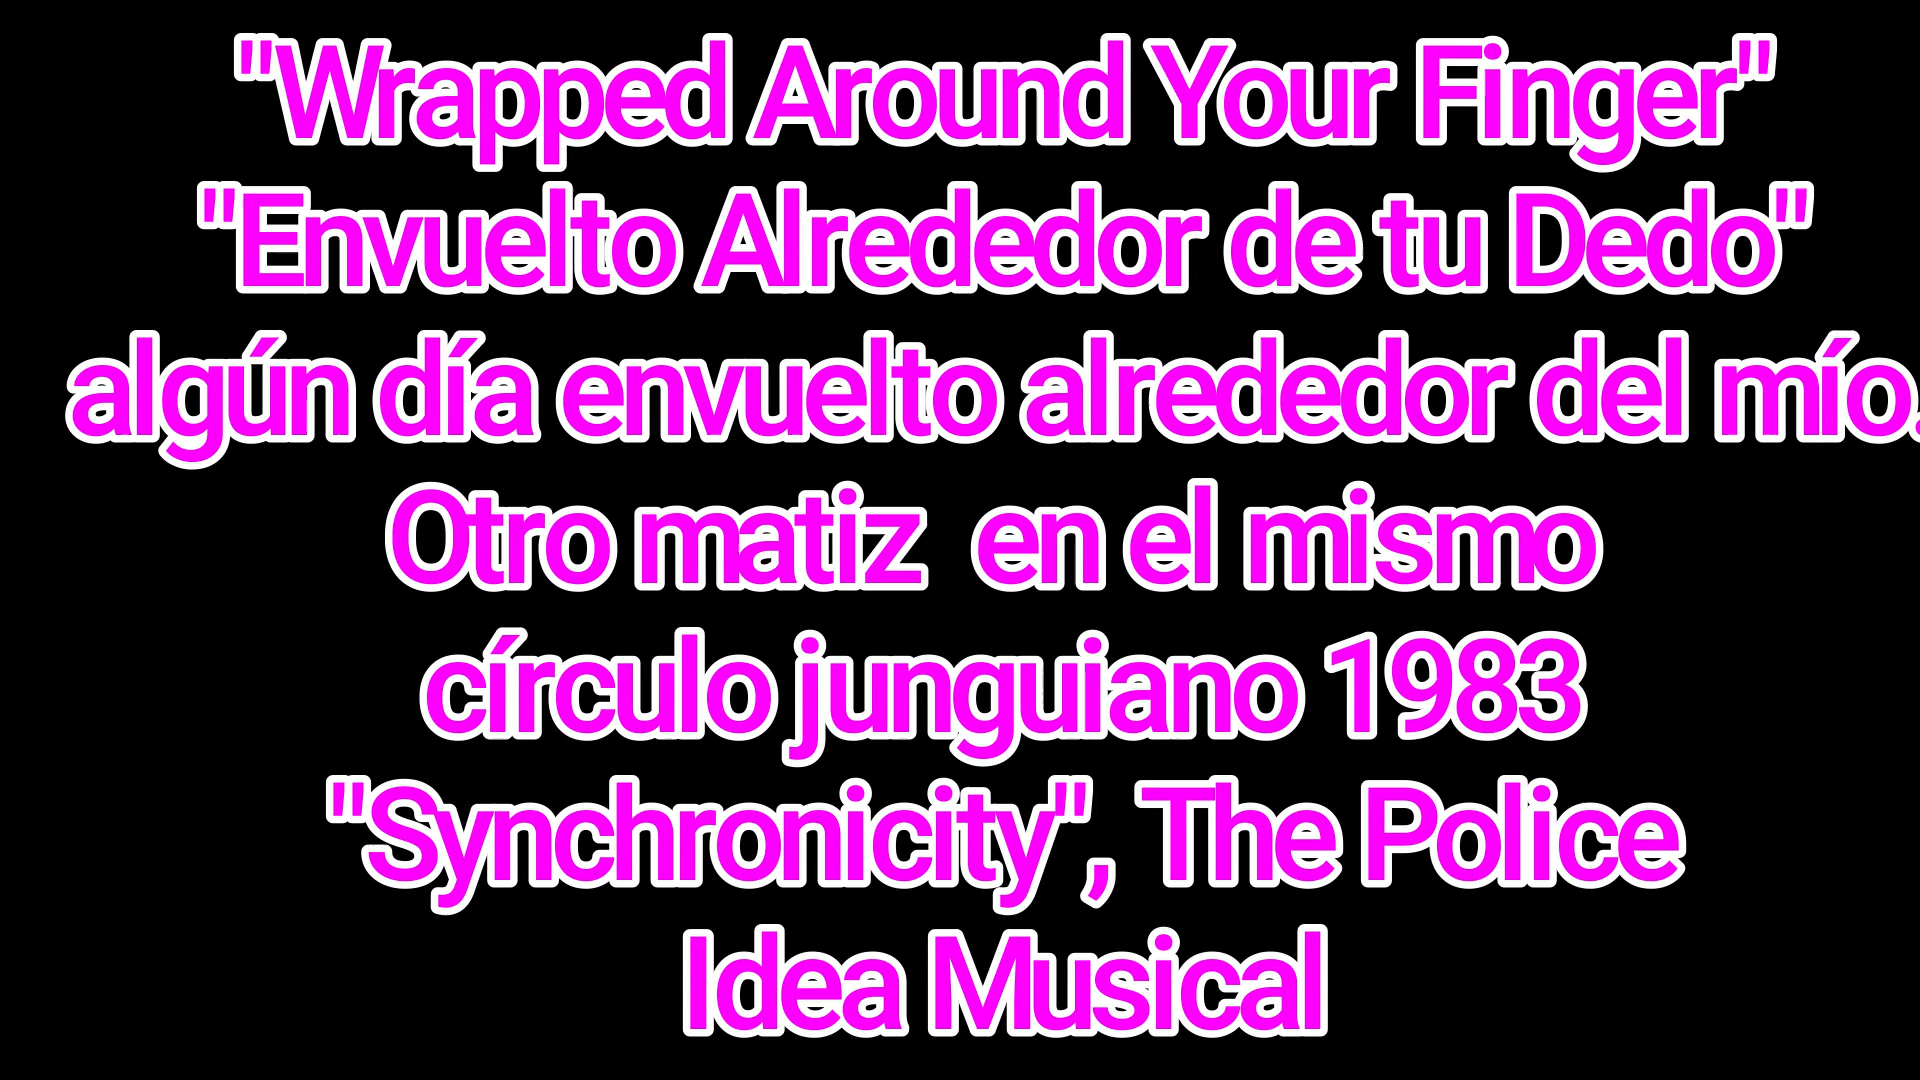 "Wrapped Around Your Finger"
"Envuelto Alrededor de tu Dedo"
algún día envuelto alrededor del mío.
Otro matiz  en el mismo
círculo junguiano 1983
"Synchronicity", The Police
Idea Musical